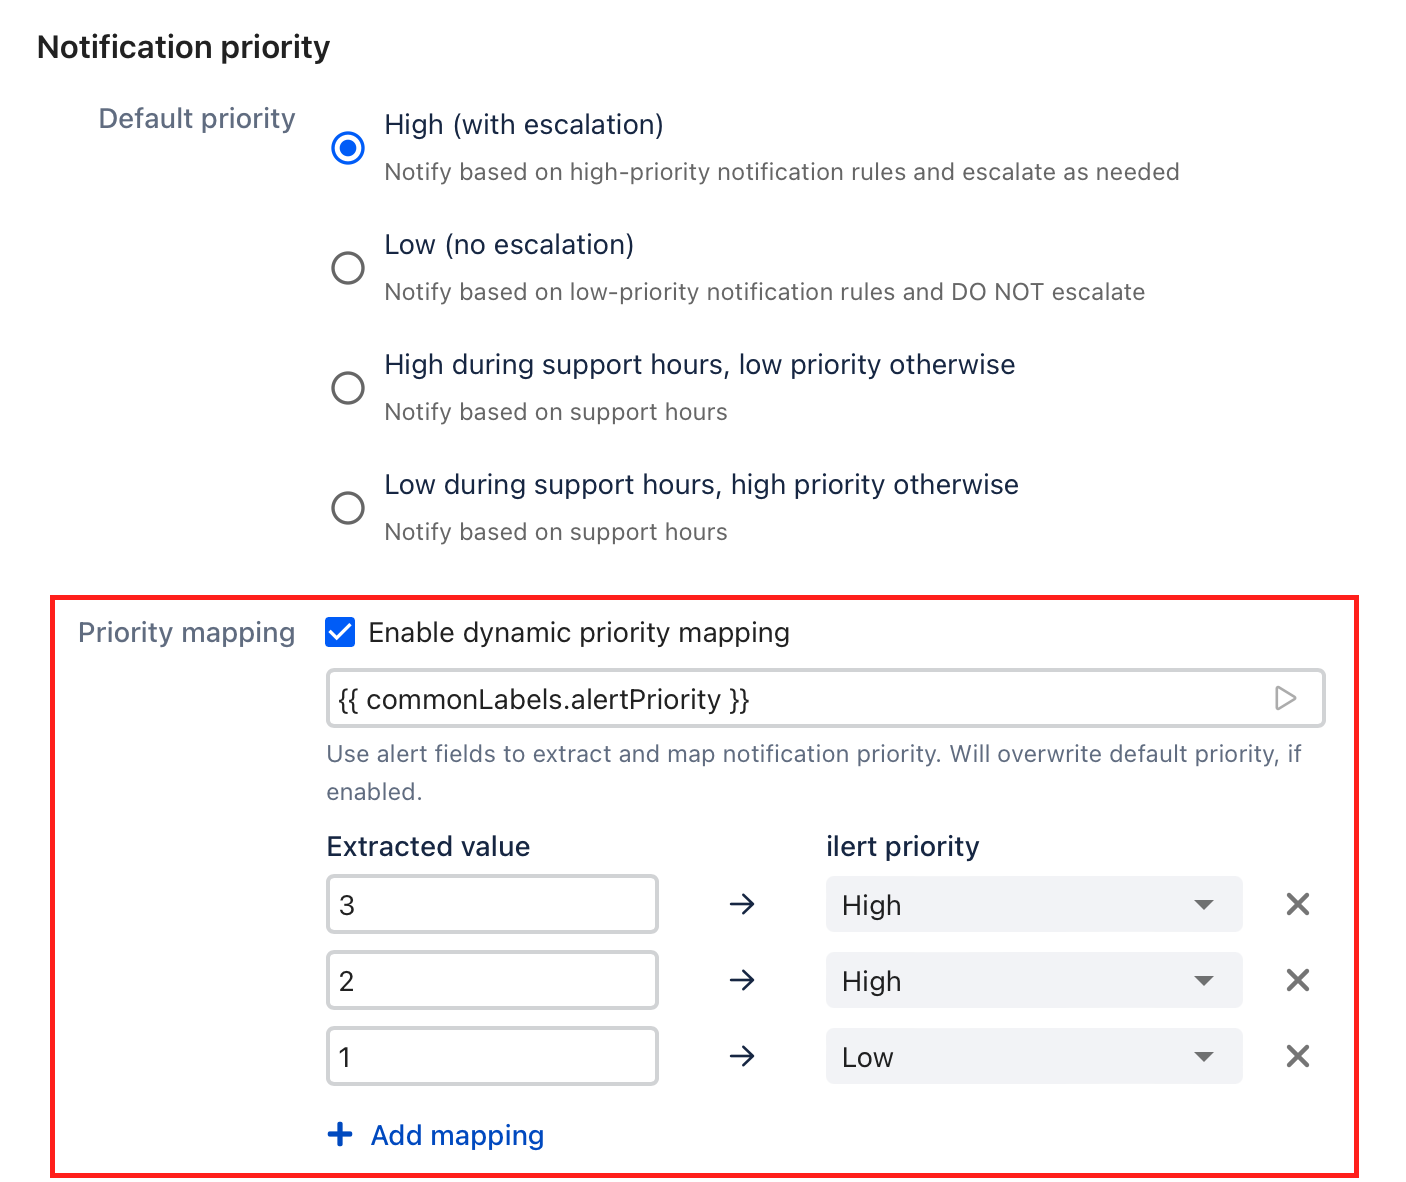 Notification priority
Default priority
High (with escalation)
Notify based on high-priority notification rules and escalate as needed
Low (no escalation)
Notify based on low-priority notification rules and DO NOT escalate
High during support hours, low priority otherwise
Notify based on support hours
Low during support hours, high priority otherwise
Notify based on support hours
Priority mapping
Enable dynamic priority mapping
{{ commonLabels.alertPriority }}
Use alert fields to extract and map notification priority. Will overwrite default priority, if
enabled.
Extracted value
ilert priority
3
High
2
High
1
Low
Add mapping